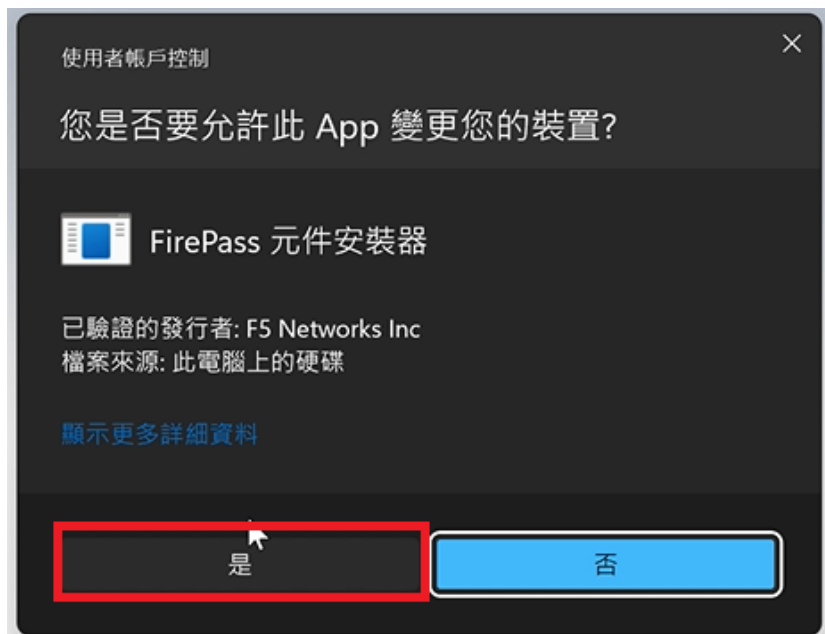 使用者帳戶控制
您是否要允許此 App 變更您的裝置?
FirePass 元件安裝器
已驗證的發行者: F5 Networks Inc
檔案來源: 此電腦上的硬碟
顯示更多詳細資料
是
否